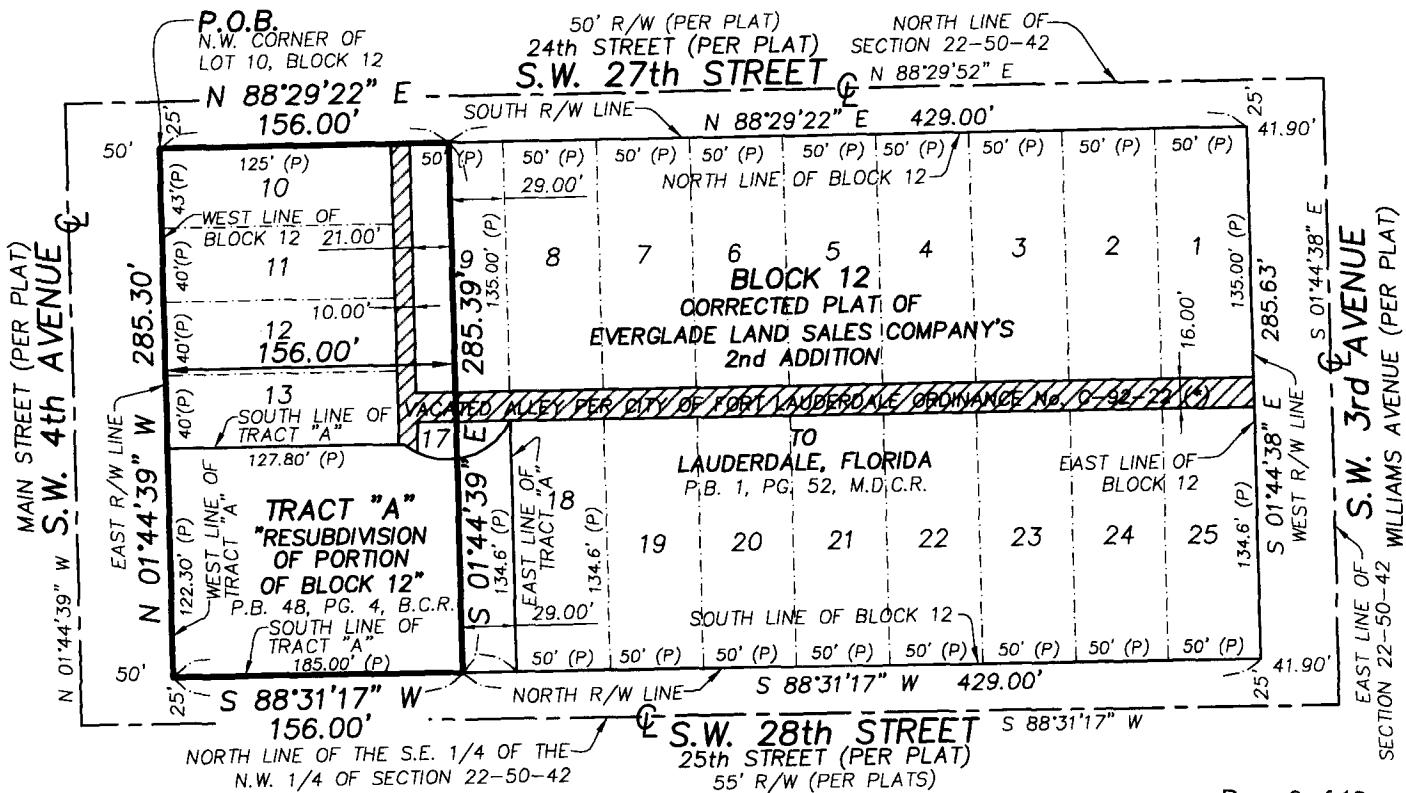 P.O.B.
N.W. CORNER OF
LOT 10, BLOCK 12
50' R/W (PER PLAT)
24th STREET (PER PLAT)
S.W. 27th STREET
NORTH LINE OF
SECTION 22-50-42
N 88°29'52" E
N 88°29'22" E
156.00'
SOUTH R/W LINE
N 88°29'22" E 429.00'
25'
25'
41.90'
50'
125' (P)
50' (P)
50' (P)
50' (P)
50' (P)
50' (P)
50' (P)
50' (P)
50' (P)
50' (P)
NORTH LINE OF BLOCK 12
29.00'
10
43'(P)
WEST LINE OF
BLOCK 12
21.00'
11
40'(P)
10.00'
12
40'(P)
156.00'
13
40'(P)
SOUTH LINE OF
TRACT "A"
127.80' (P)
9
8
7
6
5
4
3
2
1
135.00' (P)
135.00' (P)
285.39'
285.63'
16.00'
BLOCK 12
CORRECTED PLAT OF
EVERGLADE LAND SALES COMPANY'S
2nd ADDITION
VACATED ALLEY PER CITY OF FORT LAUDERDALE ORDINANCE No. C-92-22 (*)
TO
LAUDERDALE, FLORIDA
P.B. 1, PG. 52, M.D.C.R.
EAST LINE OF
BLOCK 12
17
18
19
20
21
22
23
24
25
MAIN STREET (PER PLAT)
S.W. 4th AVENUE
N 01°44'39" W
EAST R/W LINE
N 01°44'39" W 285.30'
122.30' (P)
WEST LINE OF
TRACT "A"
TRACT "A"
"RESUBDIVISION
OF PORTION
OF BLOCK 12"
P.B. 48, PG. 4, B.C.R.
SOUTH LINE OF
TRACT "A"
185.00' (P)
S 01°44'39" E
134.6' (P)
EAST LINE OF
TRACT "A"
134.6' (P)
29.00'
SOUTH LINE OF BLOCK 12
134.6' (P)
S 01°44'38" E
WEST R/W LINE
S 01°44'38" E
S.W. 3rd AVENUE
WILLIAMS AVENUE (PER PLAT)
EAST LINE OF
SECTION 22-50-42
50' (P)
50' (P)
50' (P)
50' (P)
50' (P)
50' (P)
50' (P)
50' (P)
50'
25'
25'
41.90'
S 88°31'17" W
156.00'
NORTH R/W LINE
S 88°31'17" W 429.00'
NORTH LINE OF THE S.E. 1/4 OF THE
N.W. 1/4 OF SECTION 22-50-42
S.W. 28th STREET
S 88°31'17" W
25th STREET (PER PLAT)
55' R/W (PER PLATS)